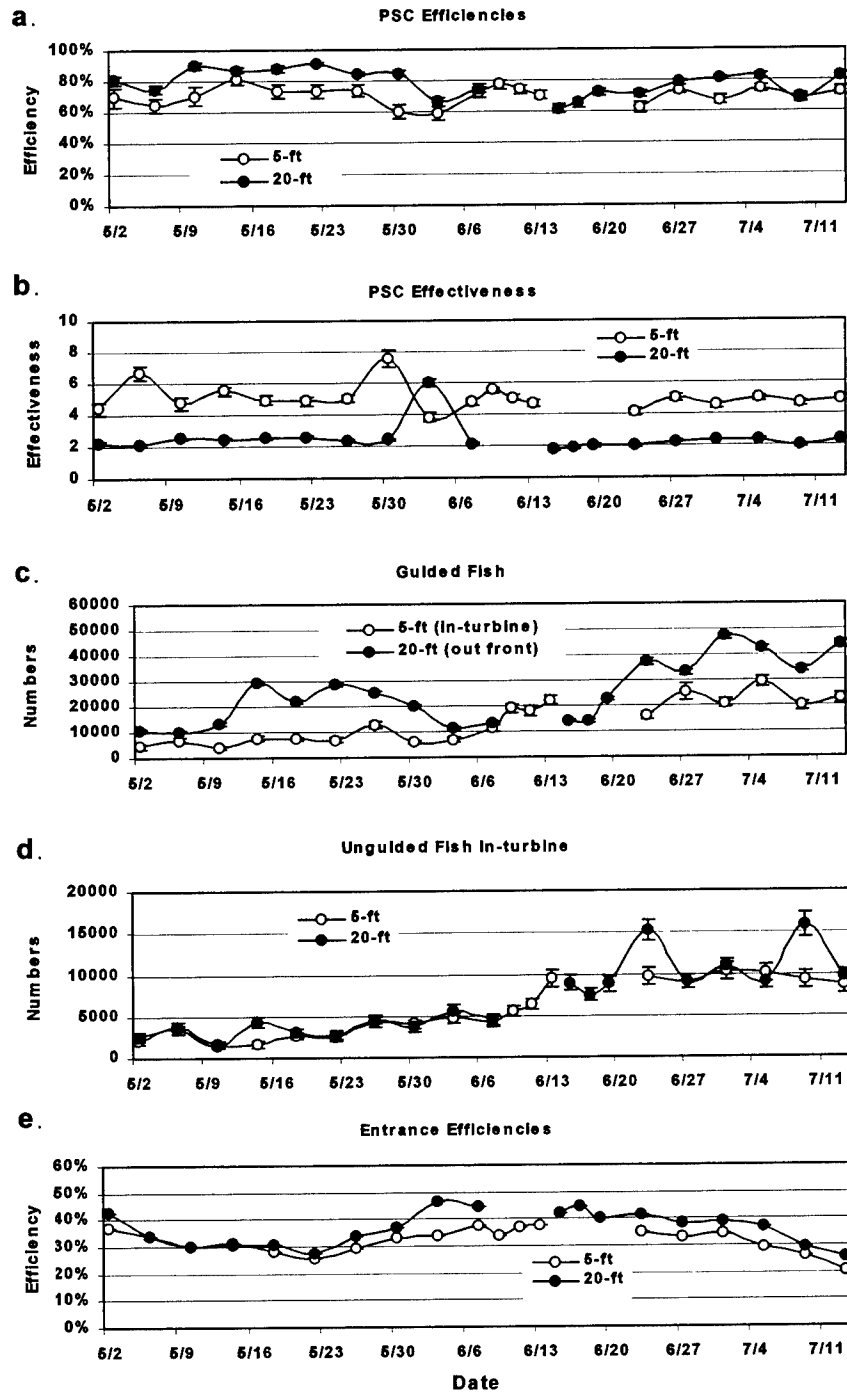 a.
PSC Efficiencies
100%
80%
60%
40%
20%
0%
Efficiency
5-ft
20-ft
5/2 5/9 5/16 5/23 5/30 6/6 6/13 6/20 6/27 7/4 7/11
b.
PSC Effectiveness
10
8
6
4
2
0
Effectiveness
5-ft
20-ft
5/2 5/9 5/16 5/23 5/30 6/6 6/13 6/20 6/27 7/4 7/11
c.
Guided Fish
60000
50000
40000
30000
20000
10000
0
Numbers
5-ft (in-turbine)
20-ft (out front)
5/2 5/9 5/16 5/23 5/30 6/6 6/13 6/20 6/27 7/4 7/11
d.
Unguided Fish In-turbine
20000
15000
10000
5000
0
Numbers
5-ft
20-ft
5/2 5/9 5/16 5/23 5/30 6/6 6/13 6/20 6/27 7/4 7/11
e.
Entrance Efficiencies
60%
50%
40%
30%
20%
10%
0%
Efficiency
5-ft
20-ft
5/2 5/9 5/16 5/23 5/30 6/6 6/13 6/20 6/27 7/4 7/11
Date